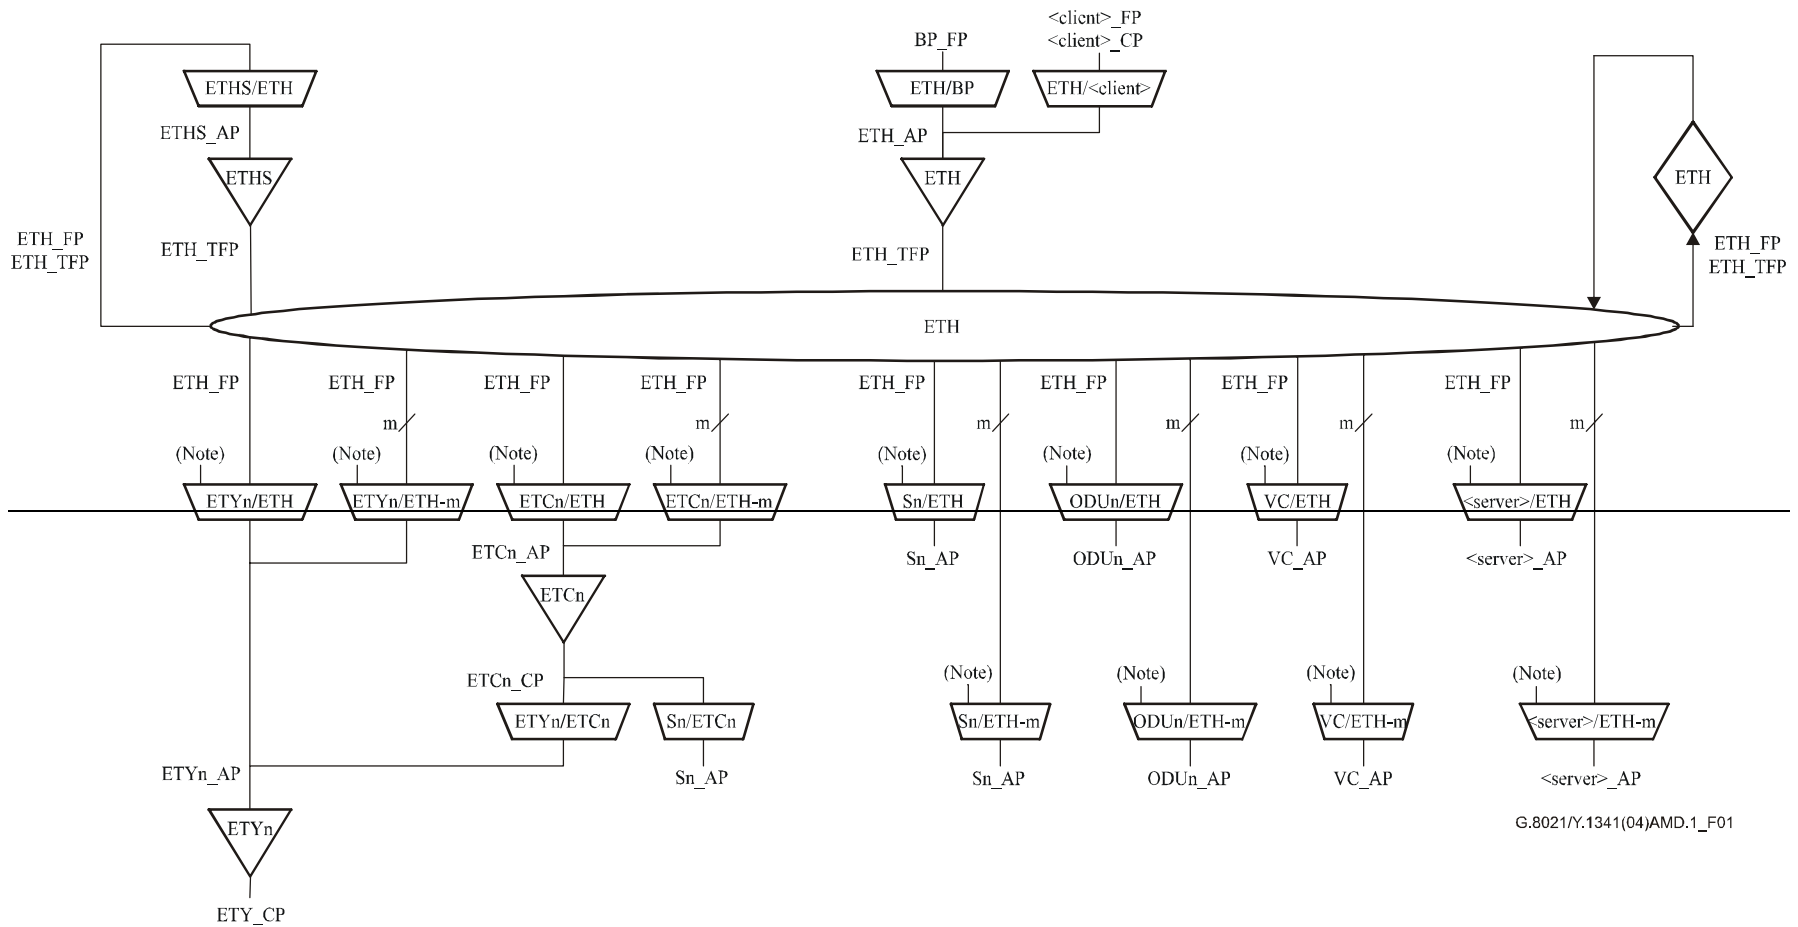 <client>_FP
BP_FP
<client>_CP
ETHS/ETH
ETH/BP
ETH/<client>
ETHS_AP
ETH_AP
ETHS
ETH
ETH
ETH_FP
ETH_TFP
ETH_TFP
ETH_TFP
ETH_FP
ETH_TFP
ETH
ETH_FP
ETH_FP
ETH_FP
ETH_FP
ETH_FP
ETH_FP
ETH_FP
ETH_FP
m
m
m
m
m
m
(Note)
(Note)
(Note)
(Note)
(Note)
(Note)
(Note)
(Note)
ETYn/ETH
ETYn/ETH-m
ETCn/ETH
ETCn/ETH-m
Sn/ETH
ODUn/ETH
VC/ETH
<server>/ETH
ETCn_AP
Sn_AP
ODUn_AP
VC_AP
<server>_AP
ETCn
ETCn_CP
(Note)
(Note)
(Note)
(Note)
ETYn/ETCn
Sn/ETCn
Sn/ETH-m
ODUn/ETH-m
VC/ETH-m
<server>/ETH-m
ETYn_AP
Sn_AP
Sn_AP
ODUn_AP
VC_AP
<server>_AP
ETYn
G.8021/Y.1341(04)AMD.1_F01
ETY_CP